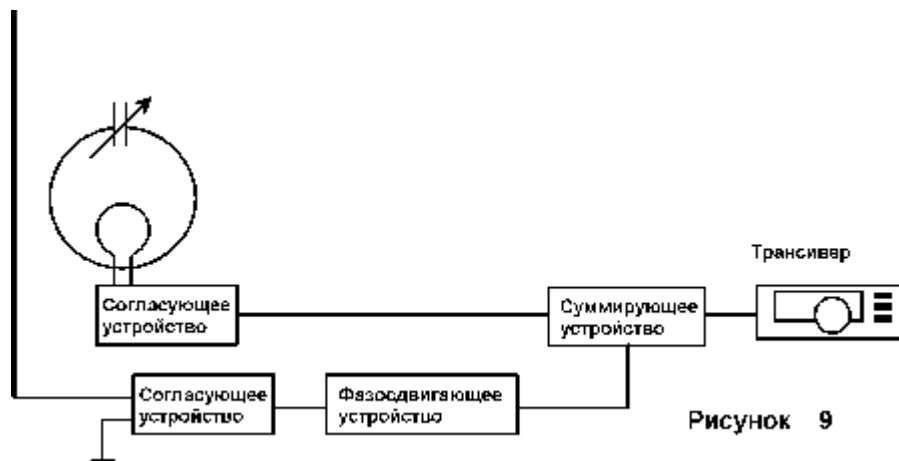 Трансивер
Согласующее
устройство
Суммирующее
устройство
Согласующее
устройство
Фазосдвигающее
устройство
Рисунок 9